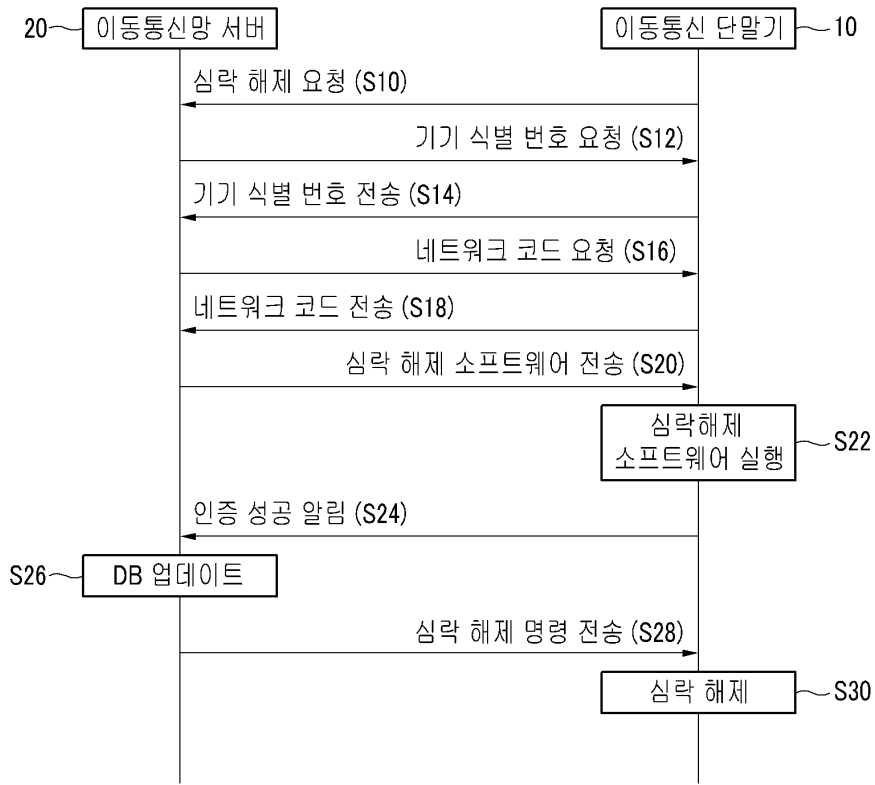 20 이동통신망 서버 이동통신 단말기 10
심락 해제 요청 (S10)
기기 식별 번호 요청 (S12)
기기 식별 번호 전송 (S14)
네트워크 코드 요청 (S16)
네트워크 코드 전송 (S18)
심락 해제 소프트웨어 전송 (S20)
심락해제
소프트웨어 실행
S22
인증 성공 알림 (S24)
S26 DB 업데이트
심락 해제 명령 전송 (S28)
심락 해제 S30